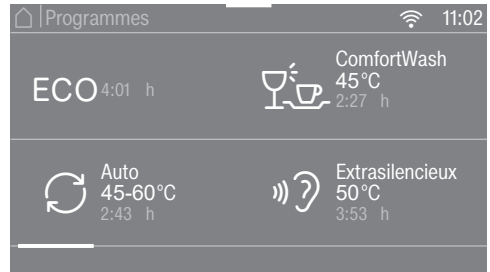 Programmes 11:02
ECO 4:01 h
ComfortWash
45°C
2:27 h
Auto
45-60°C
2:43 h
Extrasilencieux
50°C
3:53 h